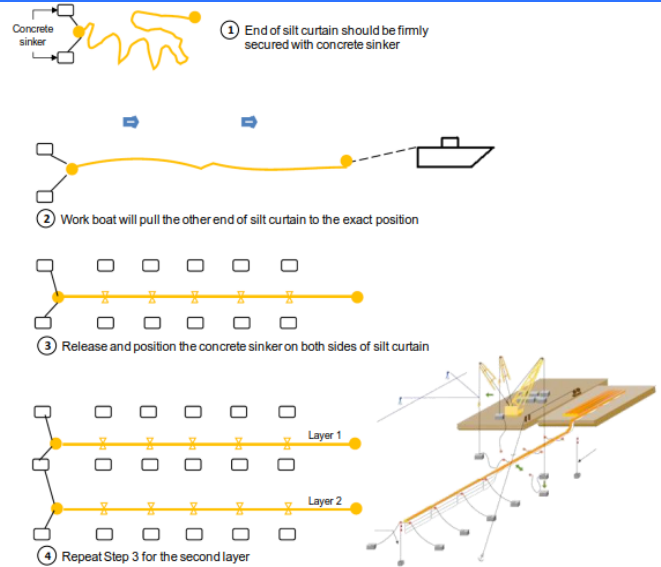 Concrete
sinker
1 End of silt curtain should be firmly
secured with concrete sinker
2 Work boat will pull the other end of silt curtain to the exact position
3 Release and position the concrete sinker on both sides of silt curtain
Layer 1
Layer 2
4 Repeat Step 3 for the second layer